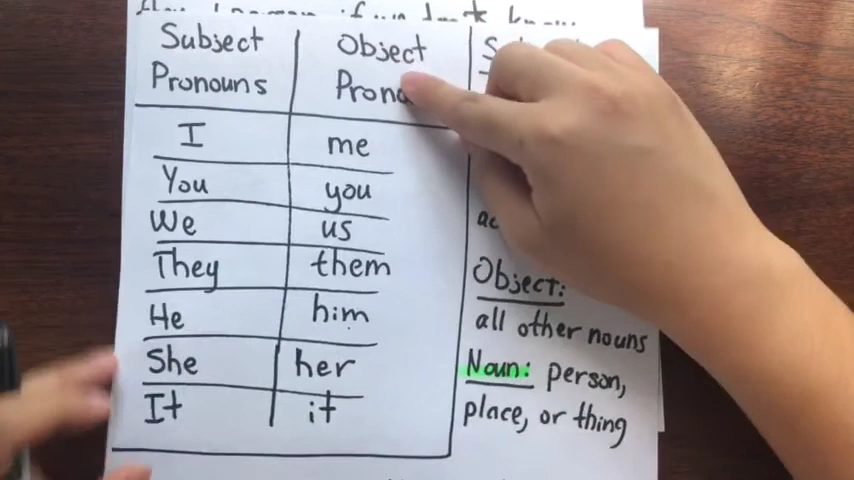 Subject Object
Pronouns
I me
You you
We us
They them
He him
She her
It it
Object:
all other nouns
Noun: person,
place, or thing